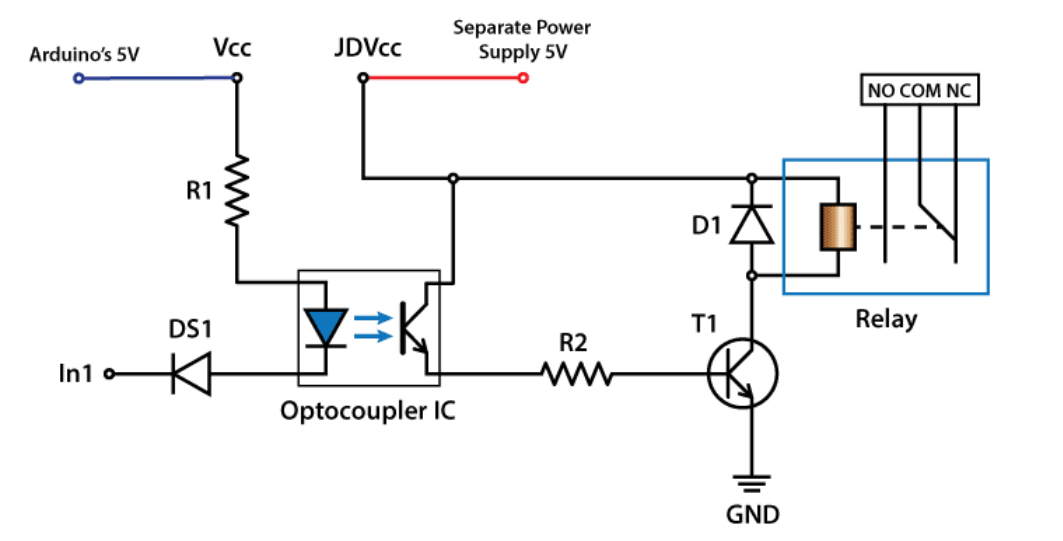 Arduino's 5V
Vcc
JDVcc
Separate Power
Supply 5V
NO COM NC
R1
D1
Relay
DS1
T1
R2
In1
Optocoupler IC
GND